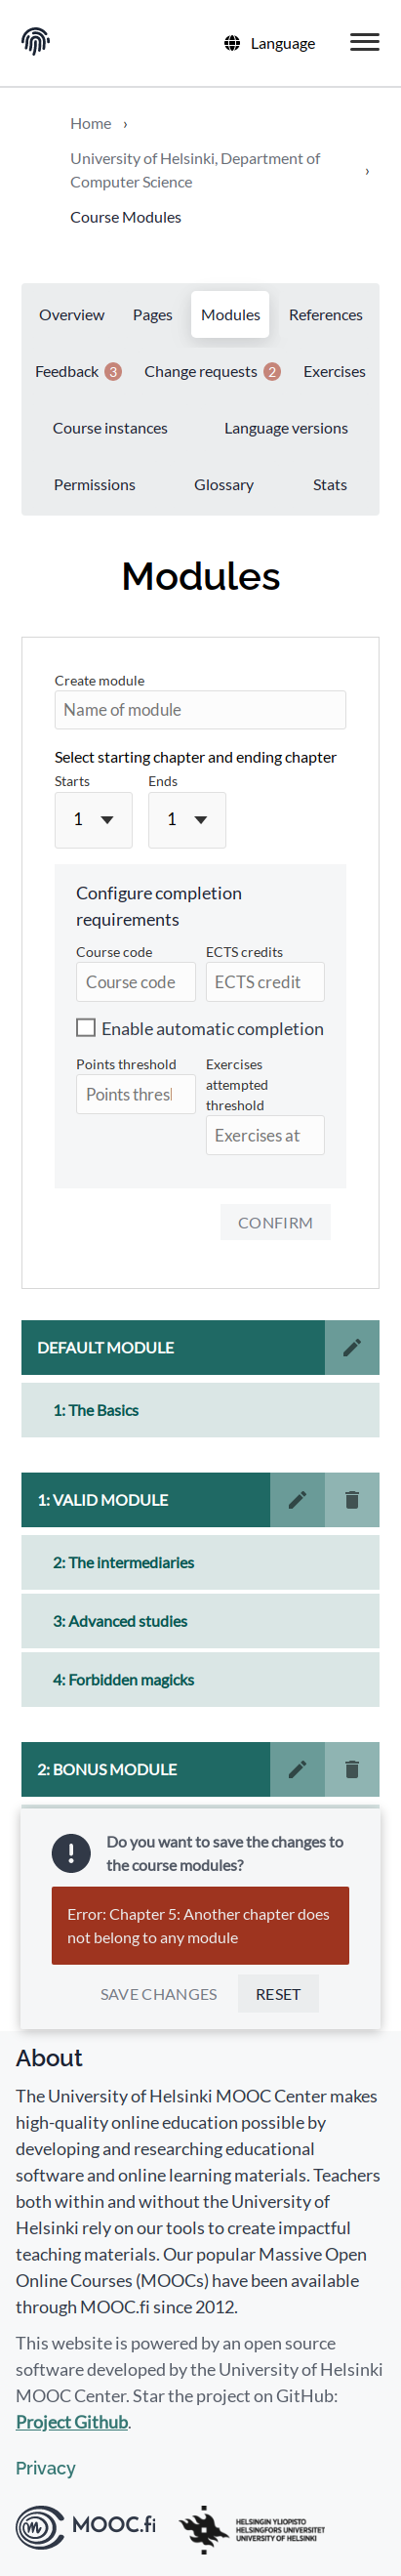 Language
Home ›
University of Helsinki, Department of
Computer Science ›
Course Modules
Overview Pages Modules References
Feedback 3 Change requests 2 Exercises
Course instances Language versions
Permissions Glossary Stats
Modules
Create module
Name of module
Select starting chapter and ending chapter
Starts Ends
1 1
Configure completion
requirements
Course code ECTS credits
Course code ECTS credit
Enable automatic completion
Points threshold Exercises
attempted
threshold
Points thresh
Exercises at
CONFIRM
DEFAULT MODULE
1: The Basics
1: VALID MODULE
2: The intermediaries
3: Advanced studies
4: Forbidden magicks
2: BONUS MODULE
Do you want to save the changes to
the course modules?
Error: Chapter 5: Another chapter does
not belong to any module
SAVE CHANGES RESET
About
The University of Helsinki MOOC Center makes
high-quality online education possible by
developing and researching educational
software and online learning materials. Teachers
both within and without the University of
Helsinki rely on our tools to create impactful
teaching materials. Our popular Massive Open
Online Courses (MOOCs) have been available
through MOOC.fi since 2012.
This website is powered by an open source
software developed by the University of Helsinki
MOOC Center. Star the project on GitHub:
Project Github.
Privacy
MOOC.fi
HELSINGIN YLIOPISTO
HELSINGFORS UNIVERSITET
UNIVERSITY OF HELSINKI